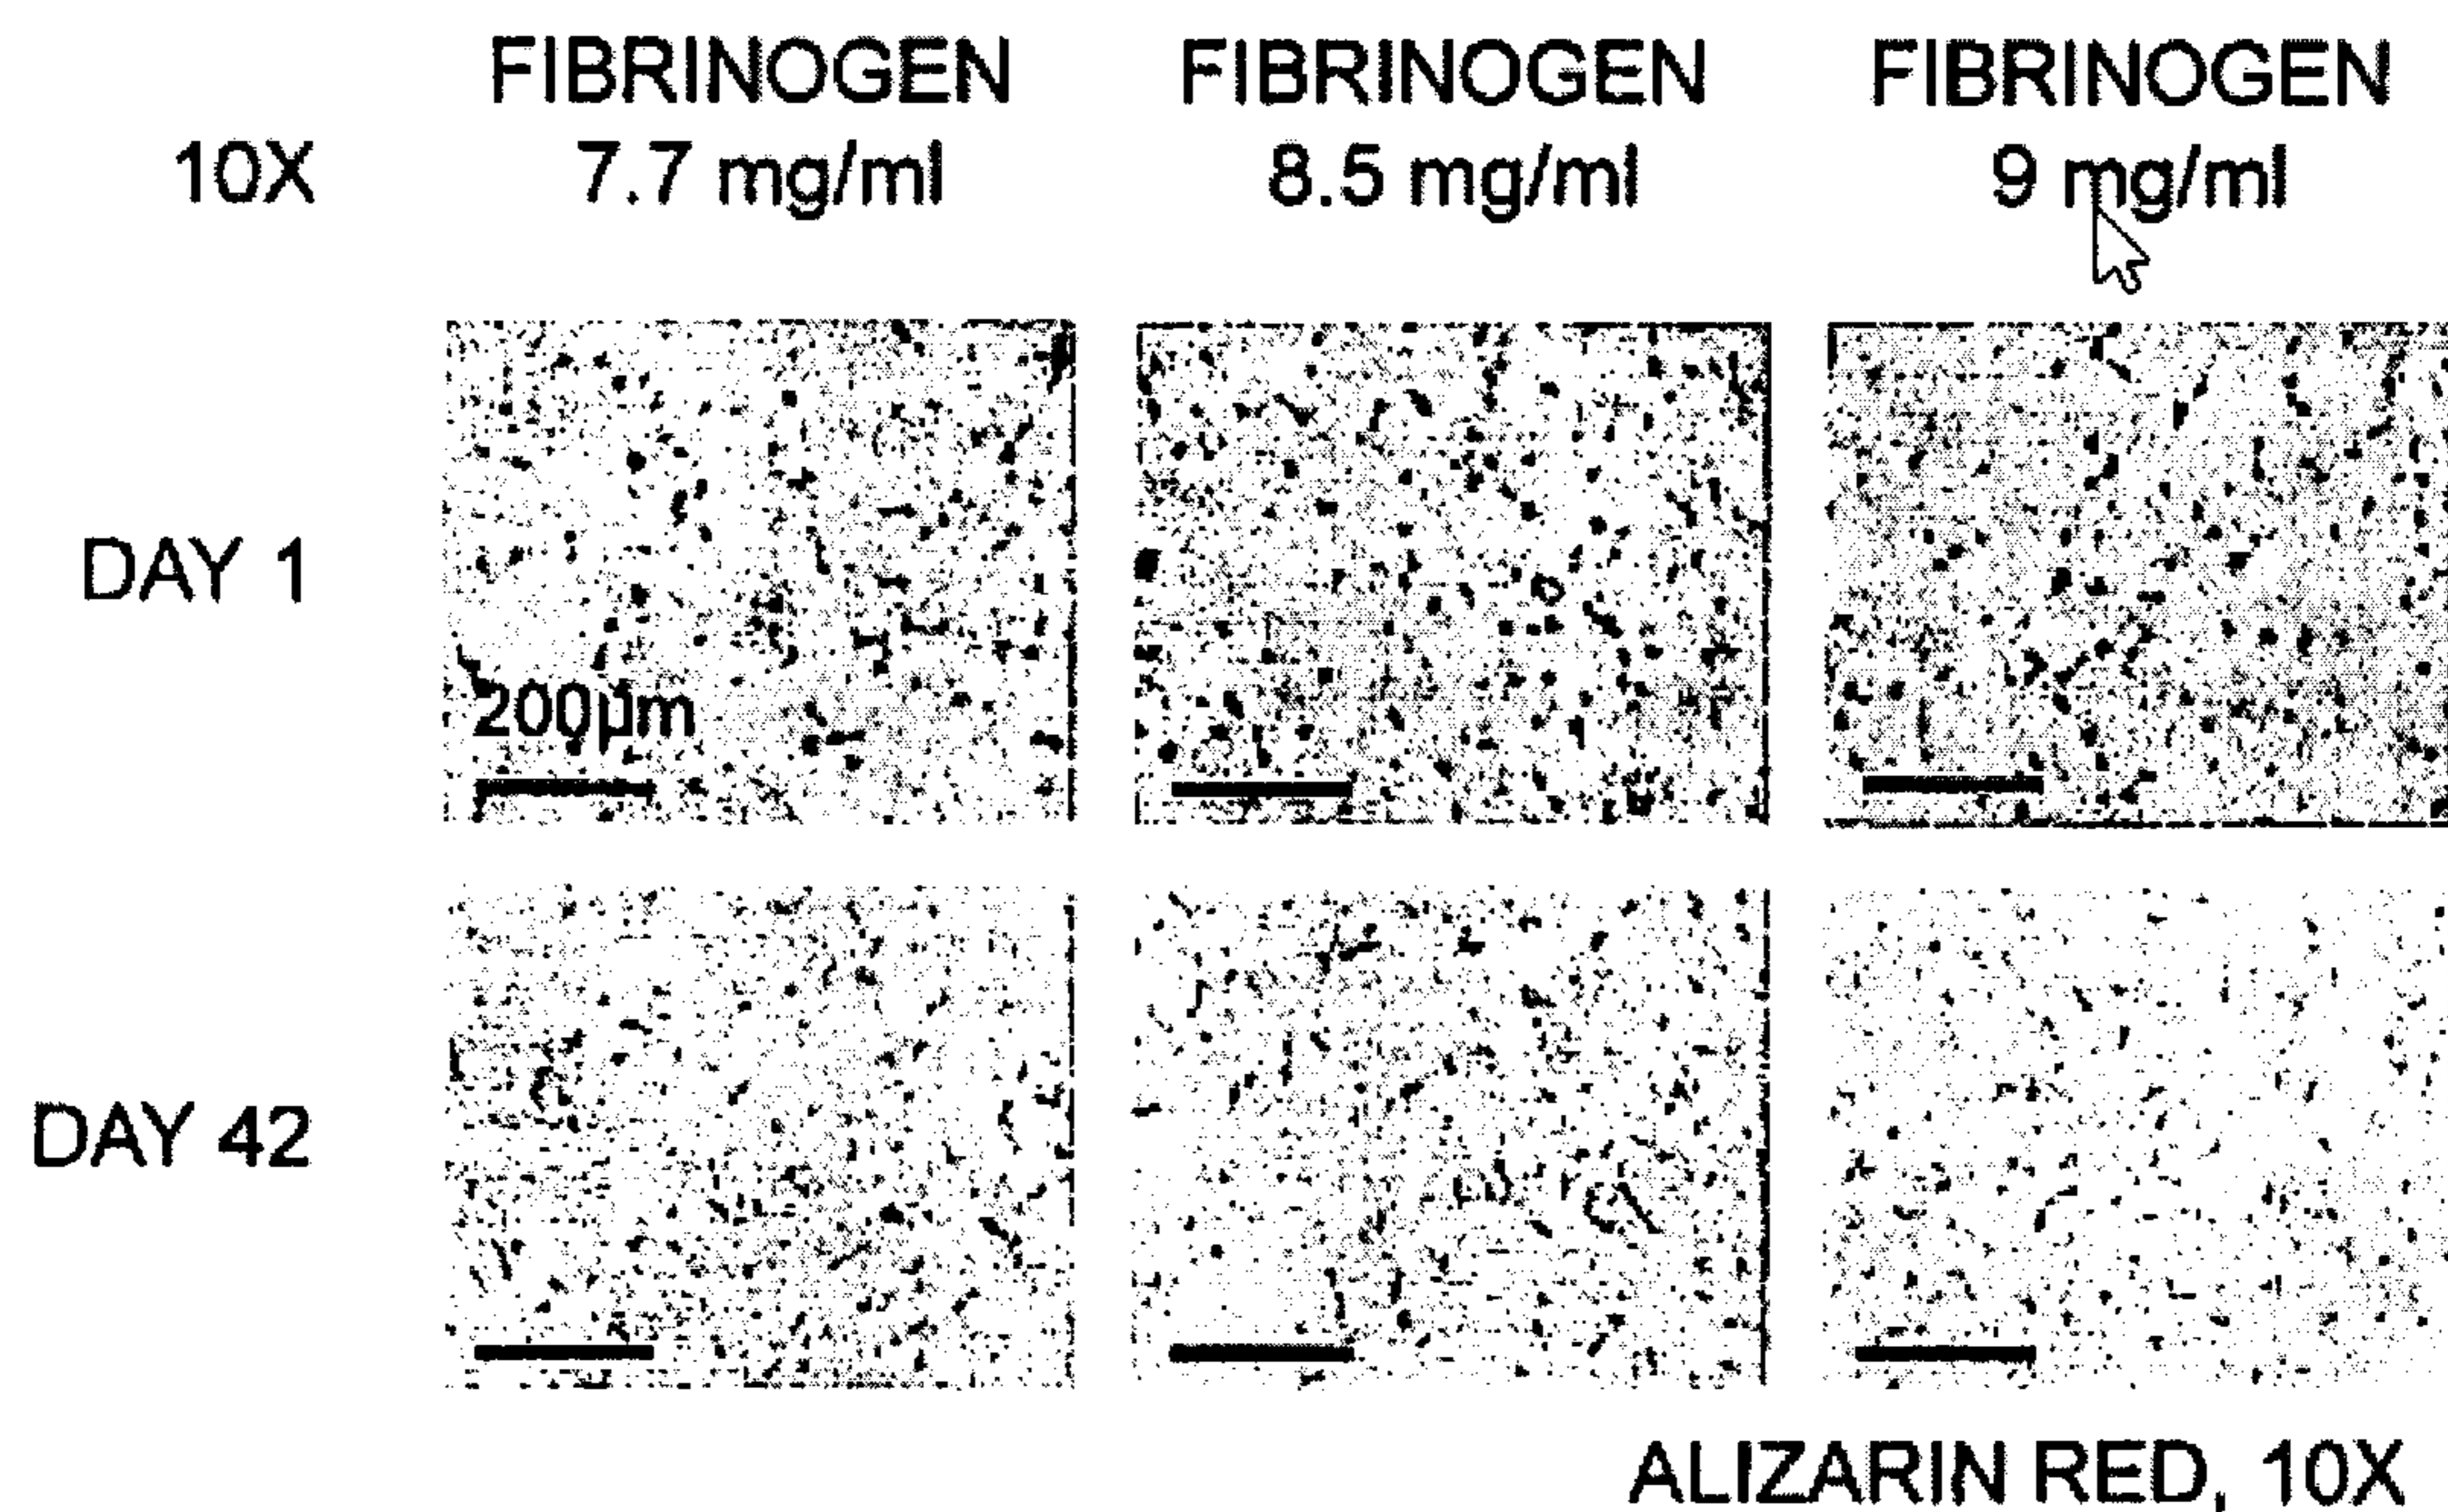 FIBRINOGEN FIBRINOGEN FIBRINOGEN
10X 7.7 mg/ml 8.5 mg/ml 9 mg/ml
DAY 1
200µm
DAY 42
ALIZARIN RED, 10X